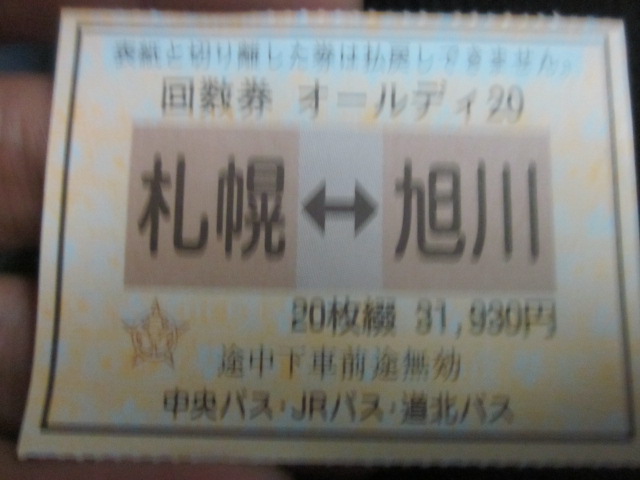 表紙と切り離した券は払戻しできません。
回数券 オールディ20
札幌↔旭川
20枚綴 31,930円
途中下車前途無効
中央バス・JRバス・道北バス